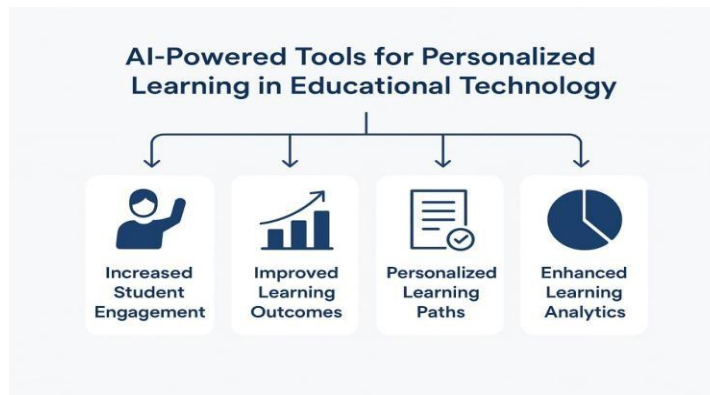 AI-Powered Tools for Personalized
Learning in Educational Technology
Increased
Student
Engagement
Improved
Learning
Outcomes
Personalized
Learning
Paths
Enhanced
Learning
Analytics